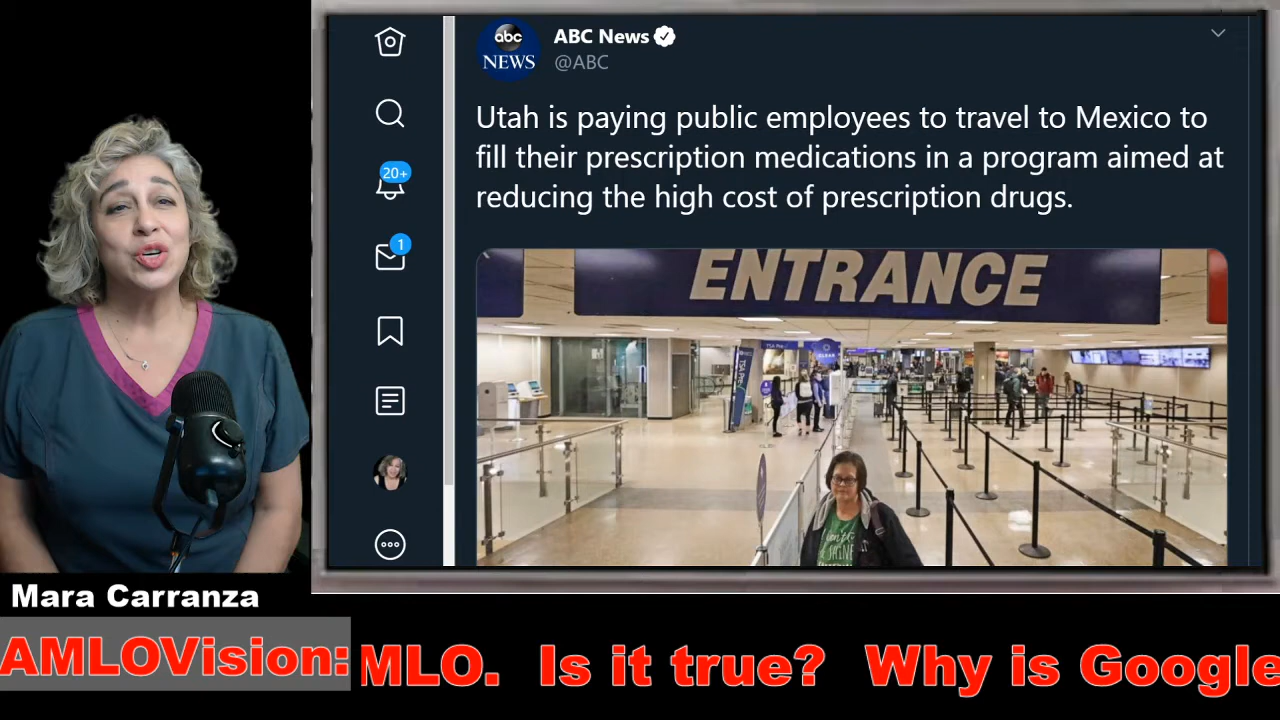 abc
NEWS
ABC News
@ABC
Utah is paying public employees to travel to Mexico to
fill their prescription medications in a program aimed at
reducing the high cost of prescription drugs.
20+
1
ENTRANCE
Mara Carranza
AMLOVision:
MLO. Is it true? Why is Google